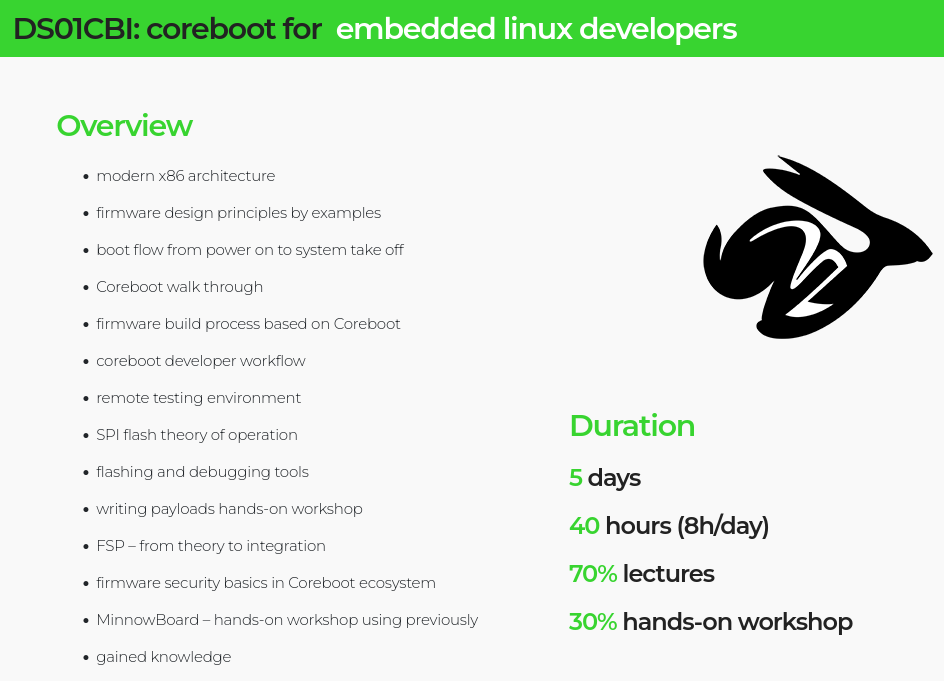 DS01CBI: coreboot for embedded linux developers
Overview
• modern x86 architecture
• firmware design principles by examples
• boot flow from power on to system take off
• Coreboot walk through
• firmware build process based on Coreboot
• coreboot developer workflow
• remote testing environment
• SPI flash theory of operation
• flashing and debugging tools
• writing payloads hands-on workshop
• FSP – from theory to integration
• firmware security basics in Coreboot ecosystem
• MinnowBoard – hands-on workshop using previously
• gained knowledge
Duration
5 days
40 hours (8h/day)
70% lectures
30% hands-on workshop